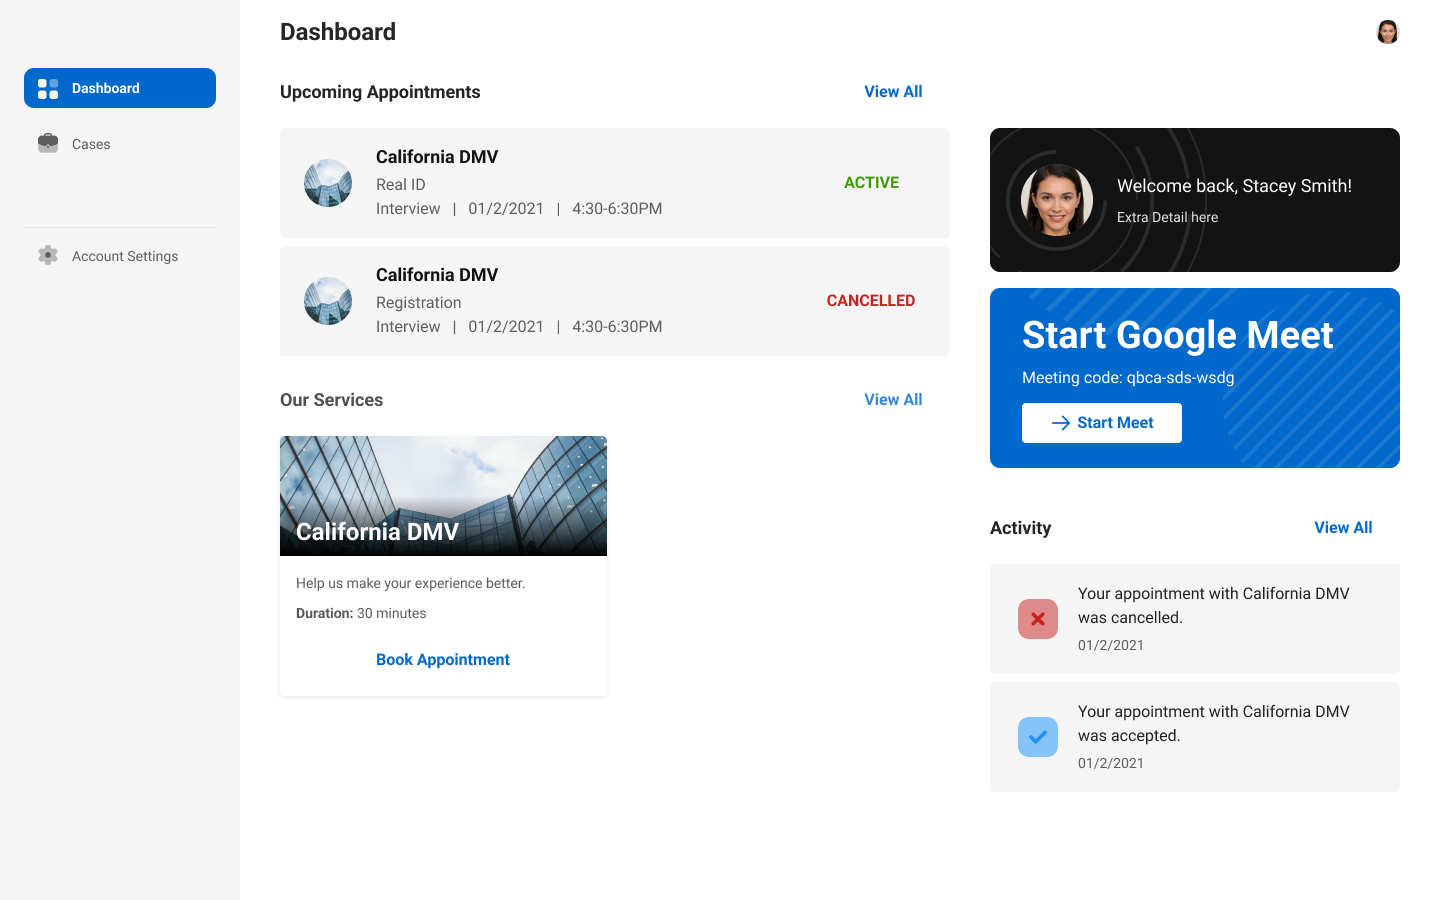 Dashboard
Dashboard
Cases
Account Settings
Upcoming Appointments
View All
California DMV
Real ID
Interview | 01/2/2021 | 4:30-6:30PM
ACTIVE
California DMV
Registration
Interview | 01/2/2021 | 4:30-6:30PM
CANCELLED
Our Services
View All
California DMV
Help us make your experience better.
Duration: 30 minutes
Book Appointment
Welcome back, Stacey Smith!
Extra Detail here
Start Google Meet
Meeting code: qbca-sds-wsdg
Start Meet
Activity
View All
Your appointment with California DMV
was cancelled.
01/2/2021
Your appointment with California DMV
was accepted.
01/2/2021